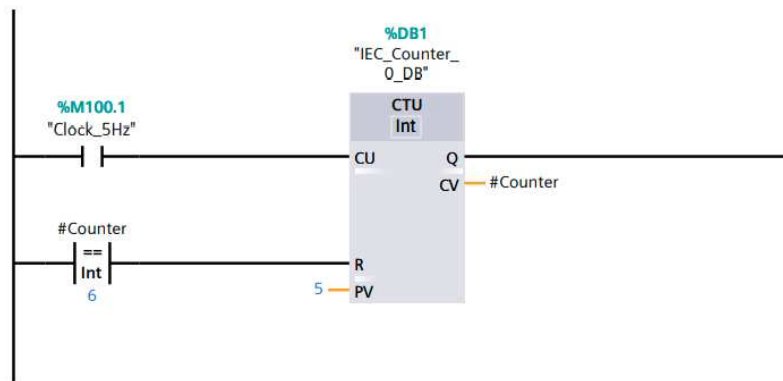 %DB1
"IEC_Counter_
0_DB"
%M100.1
"Clock_5Hz"
CTU
Int
CU
Q
CV
#Counter
#Counter
==
Int
6
R
5
PV